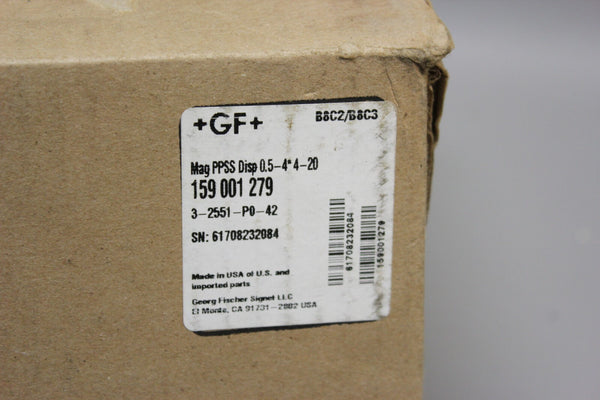 +GF+
B8C2/B8C3
Mag PPSS Disp 0.5-4* 4-20
159 001 279
3-2551-P0-42
SN: 61708232084
61708232084
159001279
Made in USA of U.S. and
imported parts
Georg Fischer Signet LLC
El Monte, CA 91731-2882 USA